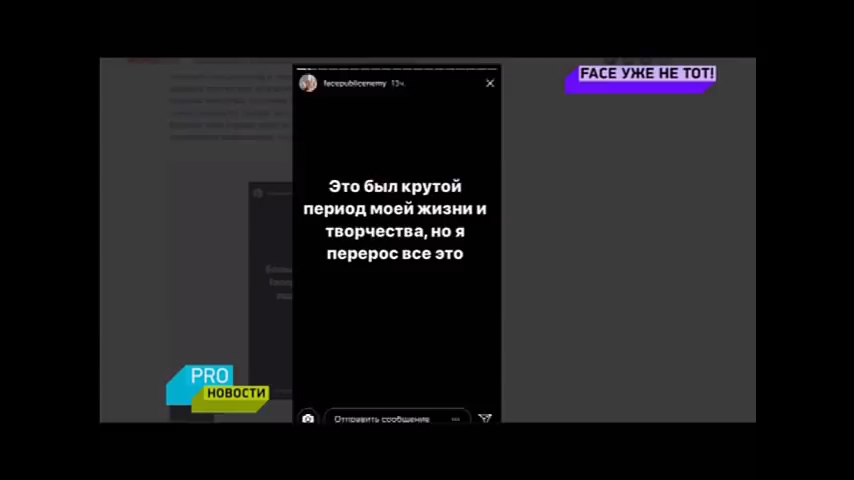 FACE УЖЕ НЕ ТОТ!
facepublicenemy 13ч.
Это был крутой
период моей жизни и
творчества, но я
перерос все это
PRO
НОВОСТИ
Отправить сообщение